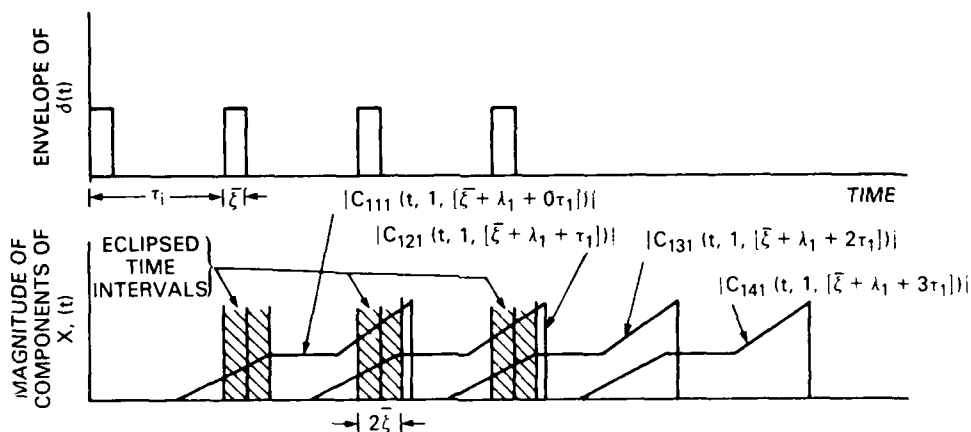 ENVELOPE OF
d(t)
τᵢ
ξ̄
TIME
|C₁₁₁ (t, 1, [ξ̄ + λ₁ + 0τ₁])|
|C₁₂₁ (t, 1, [ξ̄ + λ₁ + τ₁])|
|C₁₃₁ (t, 1, [ξ̄ + λ₁ + 2τ₁])|
|C₁₄₁ (t, 1, [ξ̄ + λ₁ + 3τ₁])|
ECLIPSED
TIME
INTERVALS
MAGNITUDE OF
COMPONENTS OF
X, (t)
2ξ̄